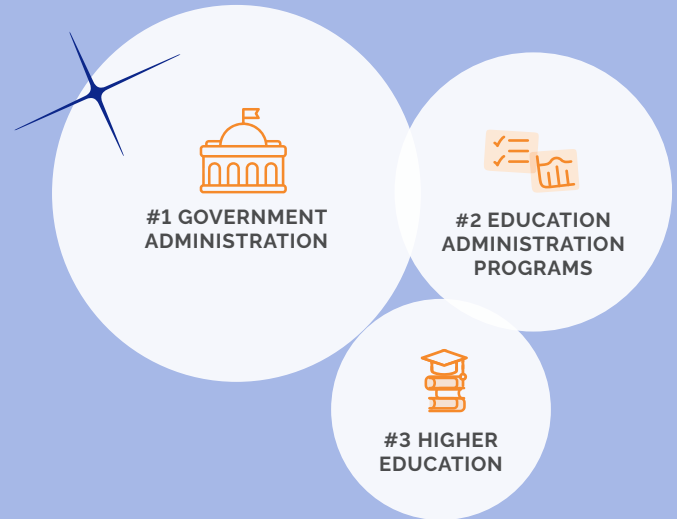 #1 GOVERNMENT
ADMINISTRATION
#2 EDUCATION
ADMINISTRATION
PROGRAMS
#3 HIGHER
EDUCATION